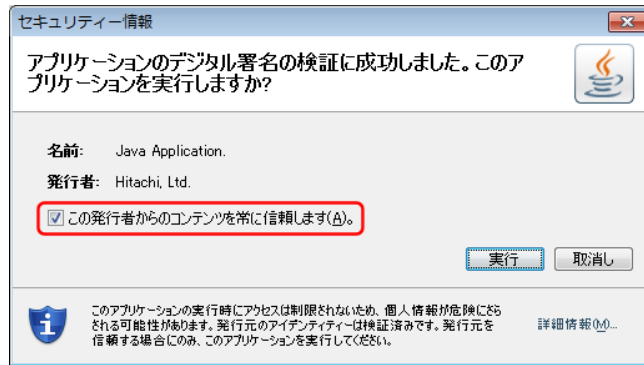 セキュリティー情報
アプリケーションのデジタル署名の検証に成功しました。このア
プリケーションを実行しますか?
名前: Java Application.
発行者: Hitachi, Ltd.
この発行者からのコンテンツを常に信頼します(A)。
実行 取消し
このアプリケーションの実行時にアクセスは制限されないため、個人情報が危険にさら
される可能性があります。発行元のアイデンティティーは検証済みです。発行元を
信頼する場合にのみ、このアプリケーションを実行してください。
詳細情報(M)...